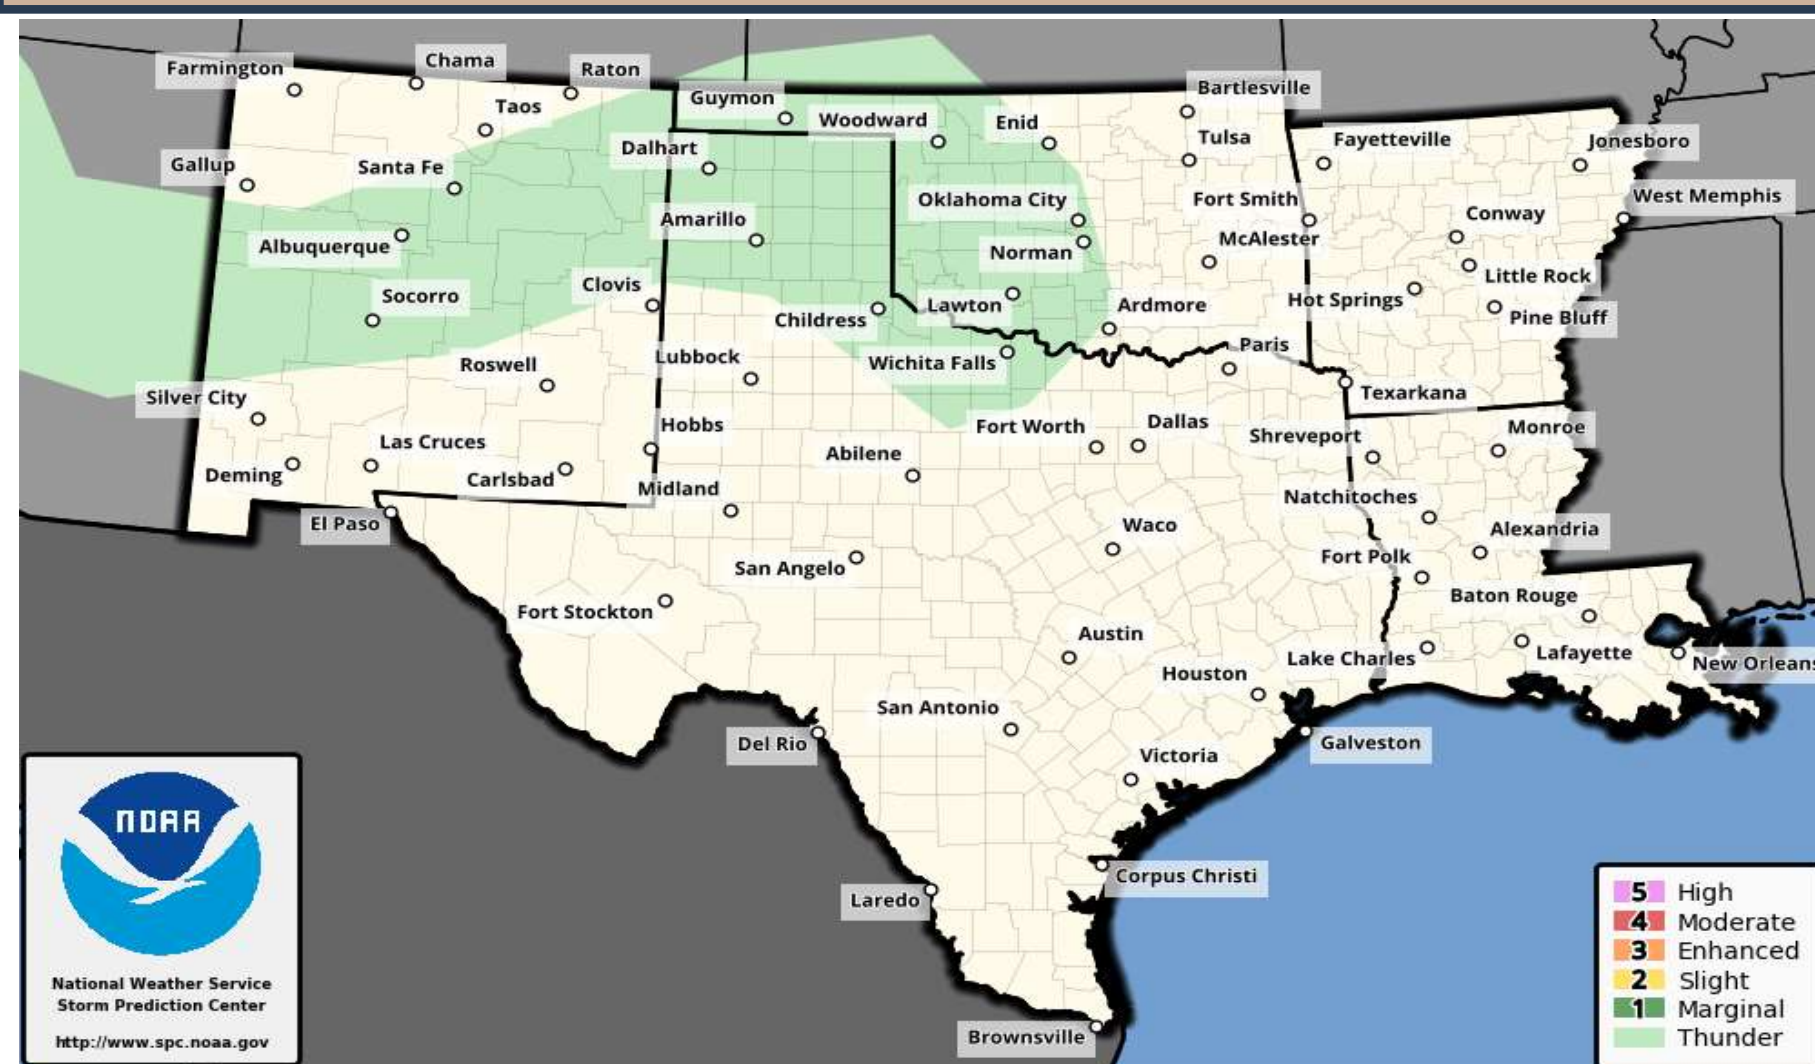 Farmington
Chama
Raton
Taos
Guymon
Woodward
Enid
Bartlesville
Tulsa
Fayetteville
Jonesboro
Gallup
Santa Fe
Dalhart
Oklahoma City
Fort Smith
Conway
West Memphis
Albuquerque
Amarillo
Norman
McAlester
Little Rock
Socorro
Clovis
Childress
Lawton
Ardmore
Hot Springs
Pine Bluff
Roswell
Lubbock
Wichita Falls
Paris
Silver City
Texarkana
Las Cruces
Hobbs
Fort Worth
Dallas
Shreveport
Monroe
Deming
Carlsbad
Midland
Abilene
Natchitoches
El Paso
San Angelo
Waco
Fort Polk
Alexandria
Fort Stockton
Austin
Baton Rouge
Lake Charles
Lafayette
New Orleans
Houston
San Antonio
Del Rio
Victoria
Galveston
Laredo
Corpus Christi
Brownsville
NOAA
National Weather Service
Storm Prediction Center
http://www.spc.noaa.gov
5 High
4 Moderate
3 Enhanced
2 Slight
1 Marginal
Thunder